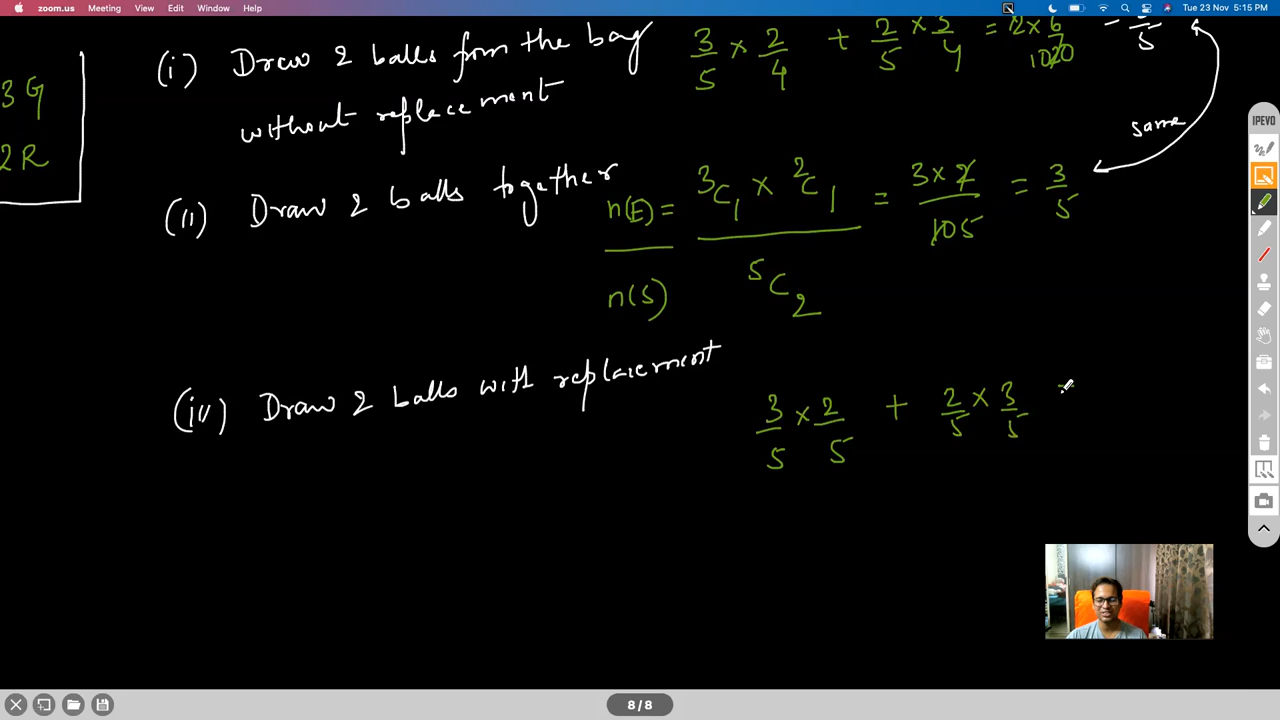 zoom.us Meeting View Edit Window Help Tue 23 Nov 5:15 PM
(i) Draw 2 balls from the bag 3/5 × 2/4 + 2/5 × 3/4 = 2×6/1020 = 3/5
3 G
without replacement
2 R
same
(ii) Draw 2 balls together n(E) = ³C₁ × ²C₁ = 3×2/105 = 3/5
n(S) ⁵C₂
(iii) Draw 2 balls with replacement 3/5 × 2/5 + 2/5 × 3/5 =
IPEVO
8/8